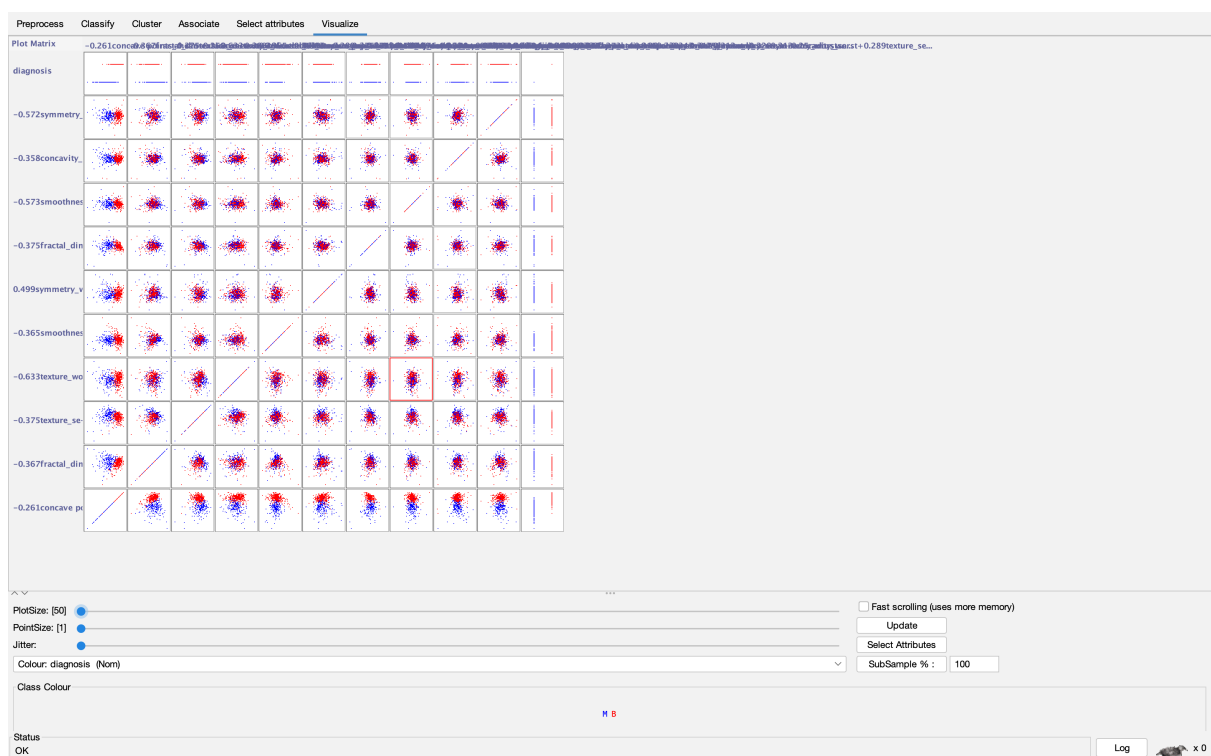 Preprocess Classify Cluster Associate Select attributes Visualize
Plot Matrix
diagnosis
-0.572symmetry_
-0.358concavity_
-0.573smoothnes
-0.375fractal_din
0.499symmetry_v
-0.365smoothnes
-0.633texture_wo
-0.375texture_se-
-0.367fractal_din
-0.261concave po
PlotSize: [50]
PointSize: [1]
Jitter:
Colour: diagnosis (Nom)
Fast scrolling (uses more memory)
Update
Select Attributes
SubSample % : 100
Class Colour
M B
Status
OK
Log x 0